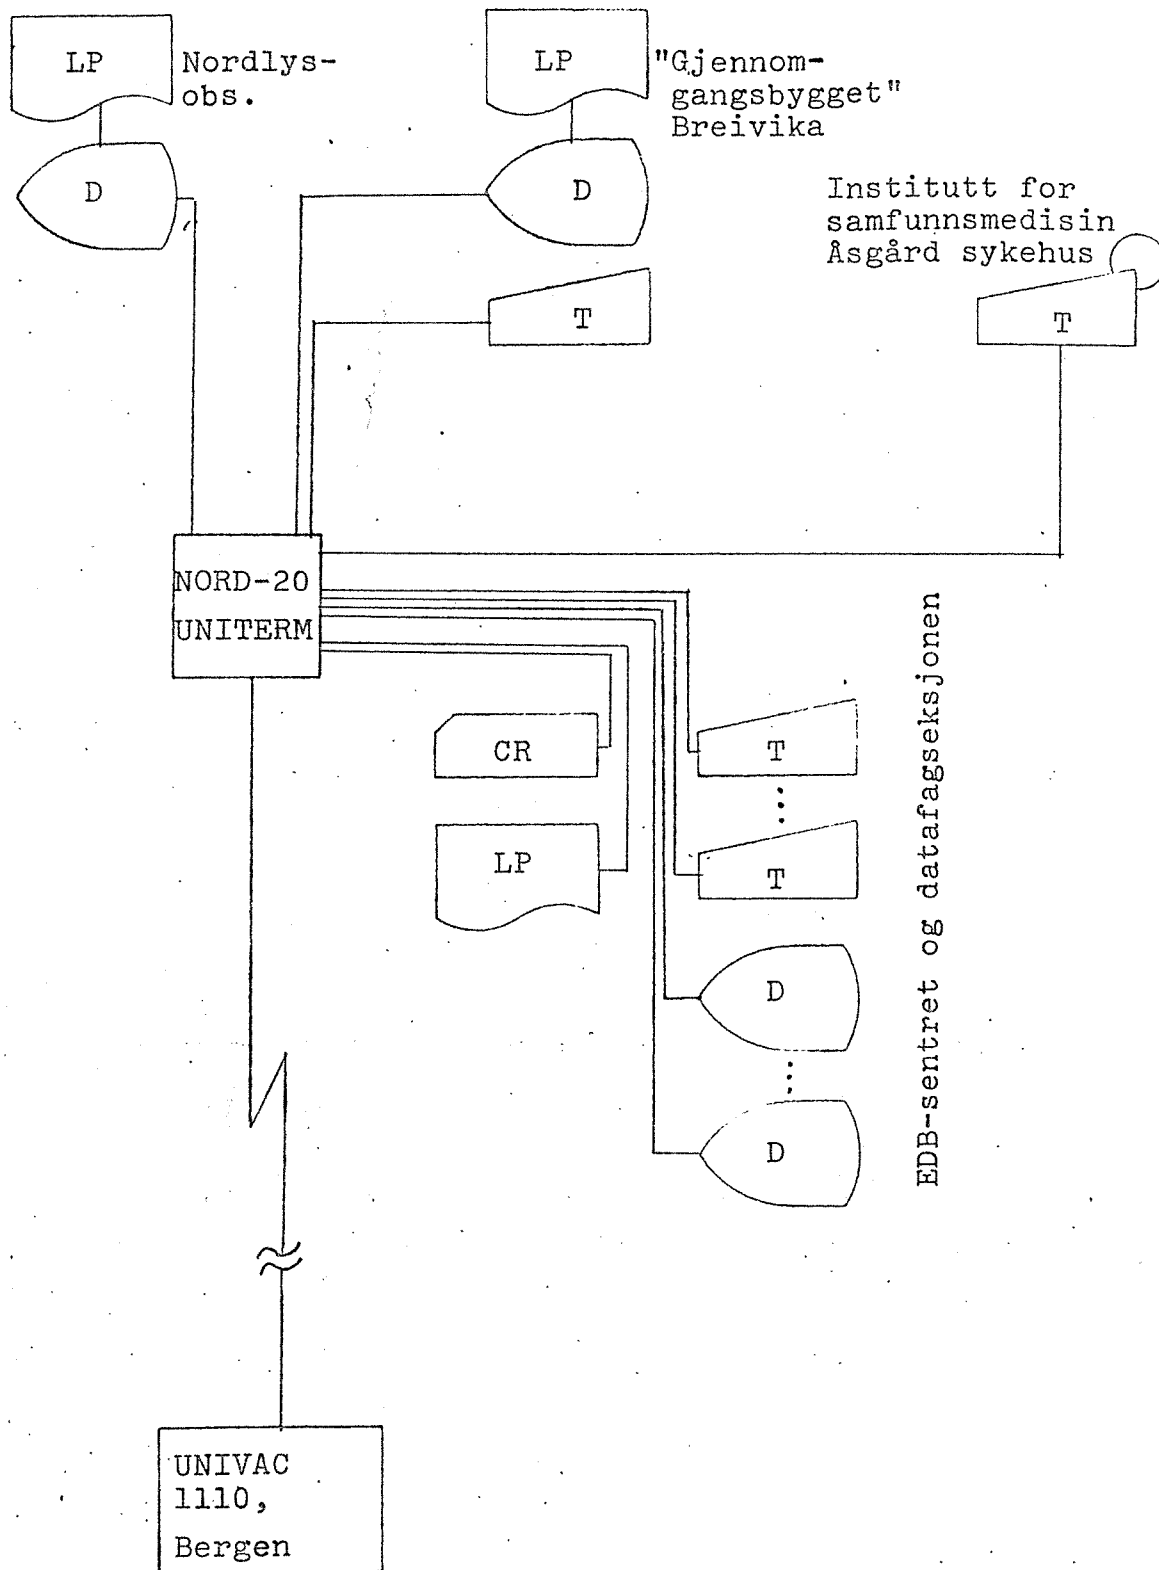 LP
Nordlys-
obs.
D
LP
"Gjennom-
gangsbygget"
Breivika
D
T
Institutt for
samfunnsmedisin
Åsgård sykehus
T
NORD-20
UNITERM
CR
LP
T
...
T
D
...
D
EDB-sentret og datafagseksjonen
UNIVAC
1110,
Bergen